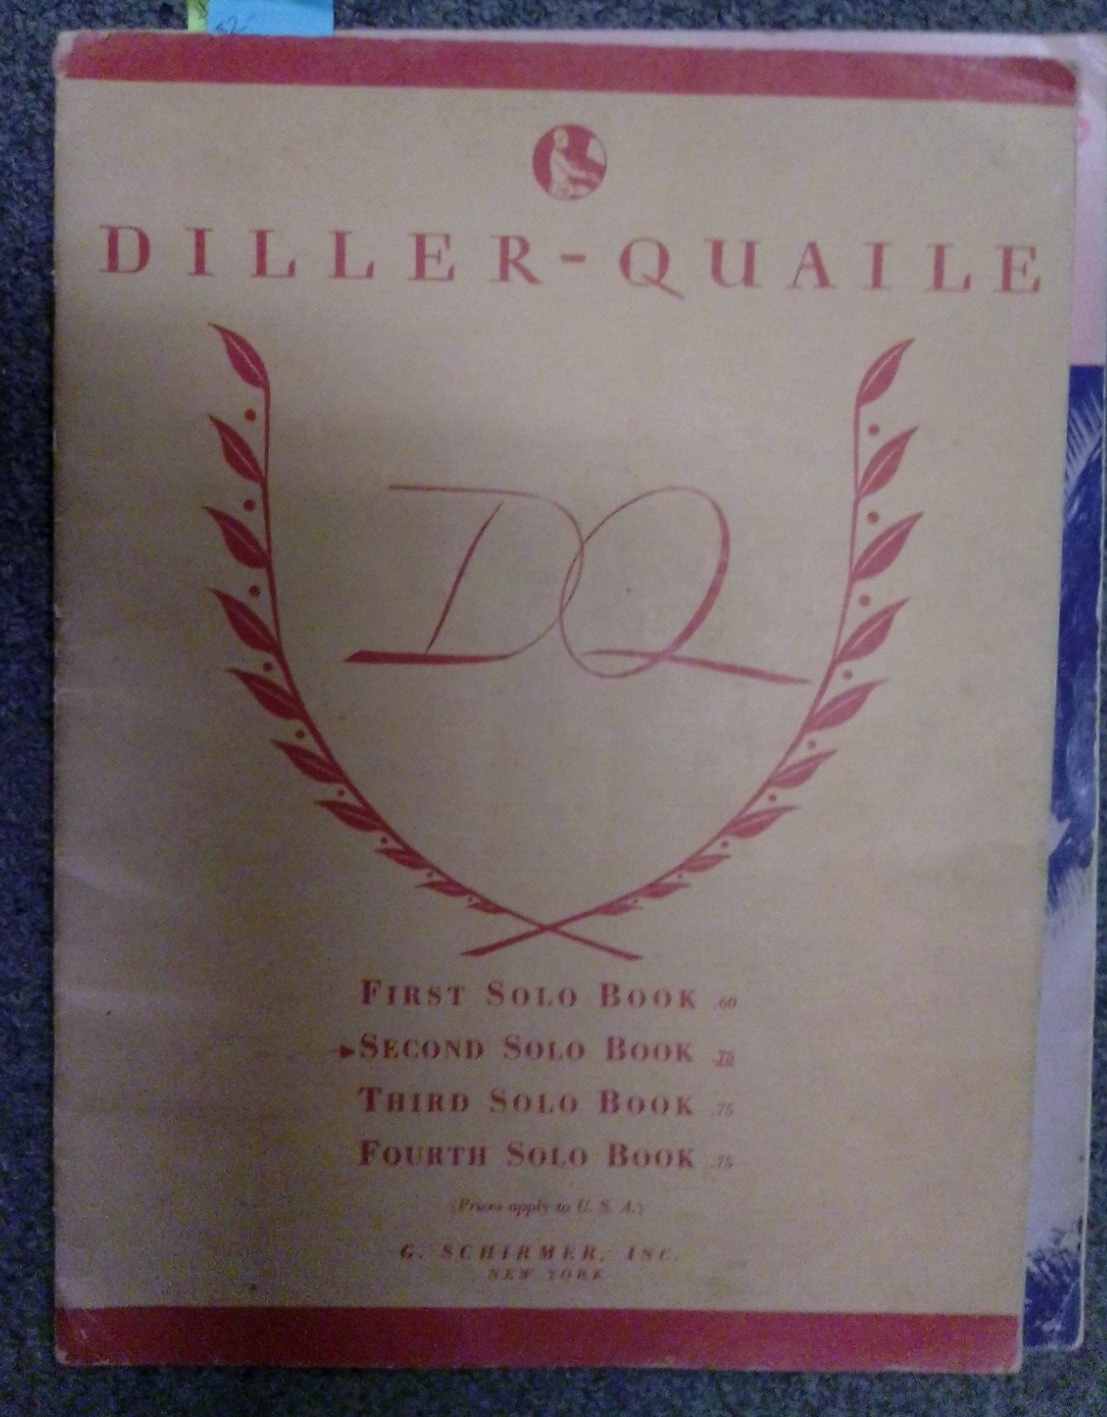 DILLER-QUAILE
DQ
FIRST SOLO BOOK .60
SECOND SOLO BOOK .75
THIRD SOLO BOOK .75
FOURTH SOLO BOOK .75
(Prices apply to U. S. A.)
G. SCHIRMER, INC.
NEW YORK